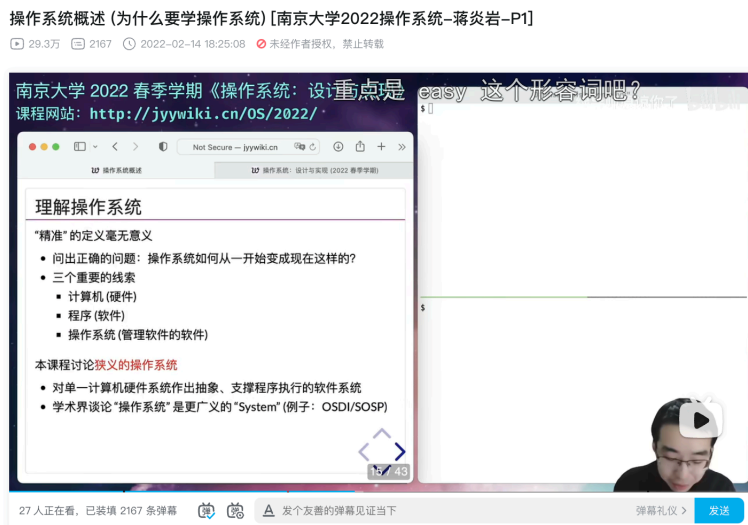 操作系统概述 (为什么要学操作系统) [南京大学2022操作系统-蒋炎岩-P1]
29.3万 2167 2022-02-14 18:25:08 未经作者授权，禁止转载
南京大学 2022 春季学期《操作系统：设计
重点是 easy 这个形容词吧？
课程网站：http://jyywiki.cn/OS/2022/
Not Secure — jyywiki.cn
操作系统概述
操作系统：设计与实现 (2022 春季学期)
理解操作系统
“精准” 的定义毫无意义
问出正确的问题：操作系统如何从一开始变成现在这样的？
三个重要的线索
计算机 (硬件)
程序 (软件)
操作系统 (管理软件的软件)
本课程讨论狭义的操作系统
对单一计算机硬件系统作出抽象、支撑程序执行的软件系统
学术界谈论 “操作系统” 是更广义的 “System” (例子：OSDI/SOSP)
15 / 43
$
$
27 人正在看，已装填 2167 条弹幕
弹
弹
A
发个友善的弹幕见证当下
弹幕礼仪
发送